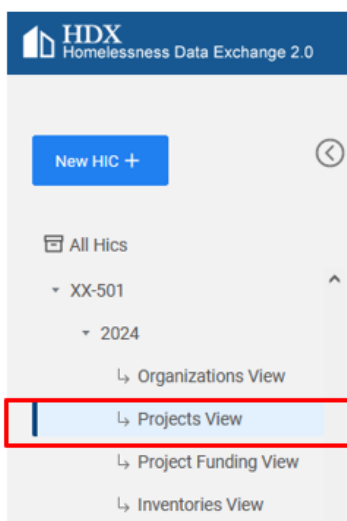 HDX
Homelessness Data Exchange 2.0
New HIC +
All Hics
XX-501
2024
Organizations View
Projects View
Project Funding View
Inventories View